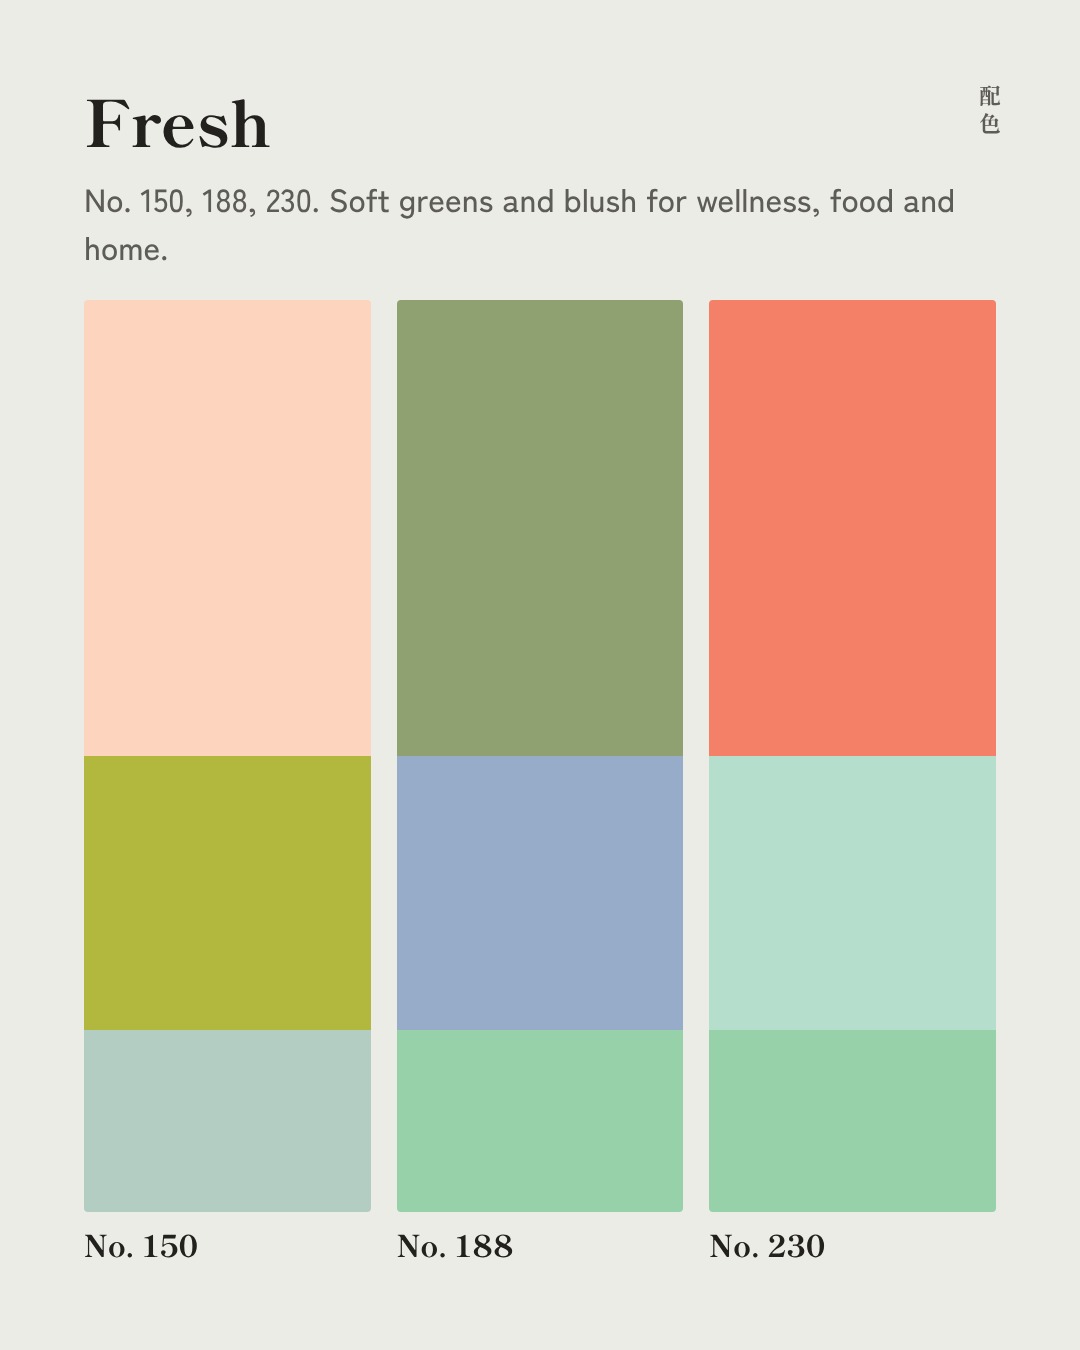 Fresh
配色
No. 150, 188, 230. Soft greens and blush for wellness, food and
home.
No. 150
No. 188
No. 230